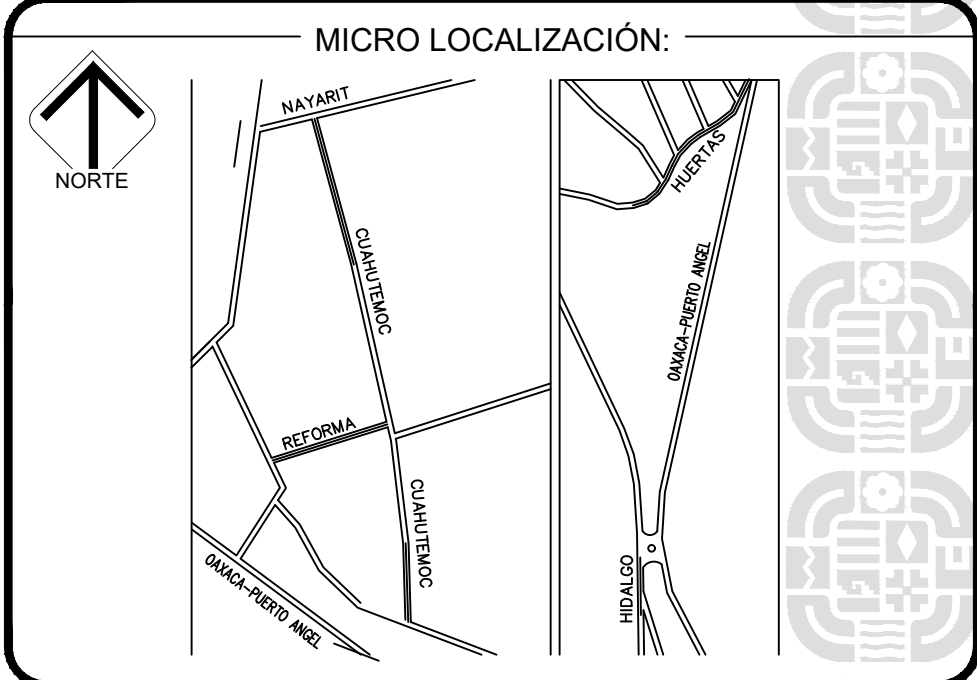 MICRO LOCALIZACIÓN:
NORTE
NAYARIT
CUAHUTEMOC
REFORMA
CUAHUTEMOC
OAXACA-PUERTO ANGEL
HUERTAS
OAXACA-PUERTO ANGEL
HIDALGO